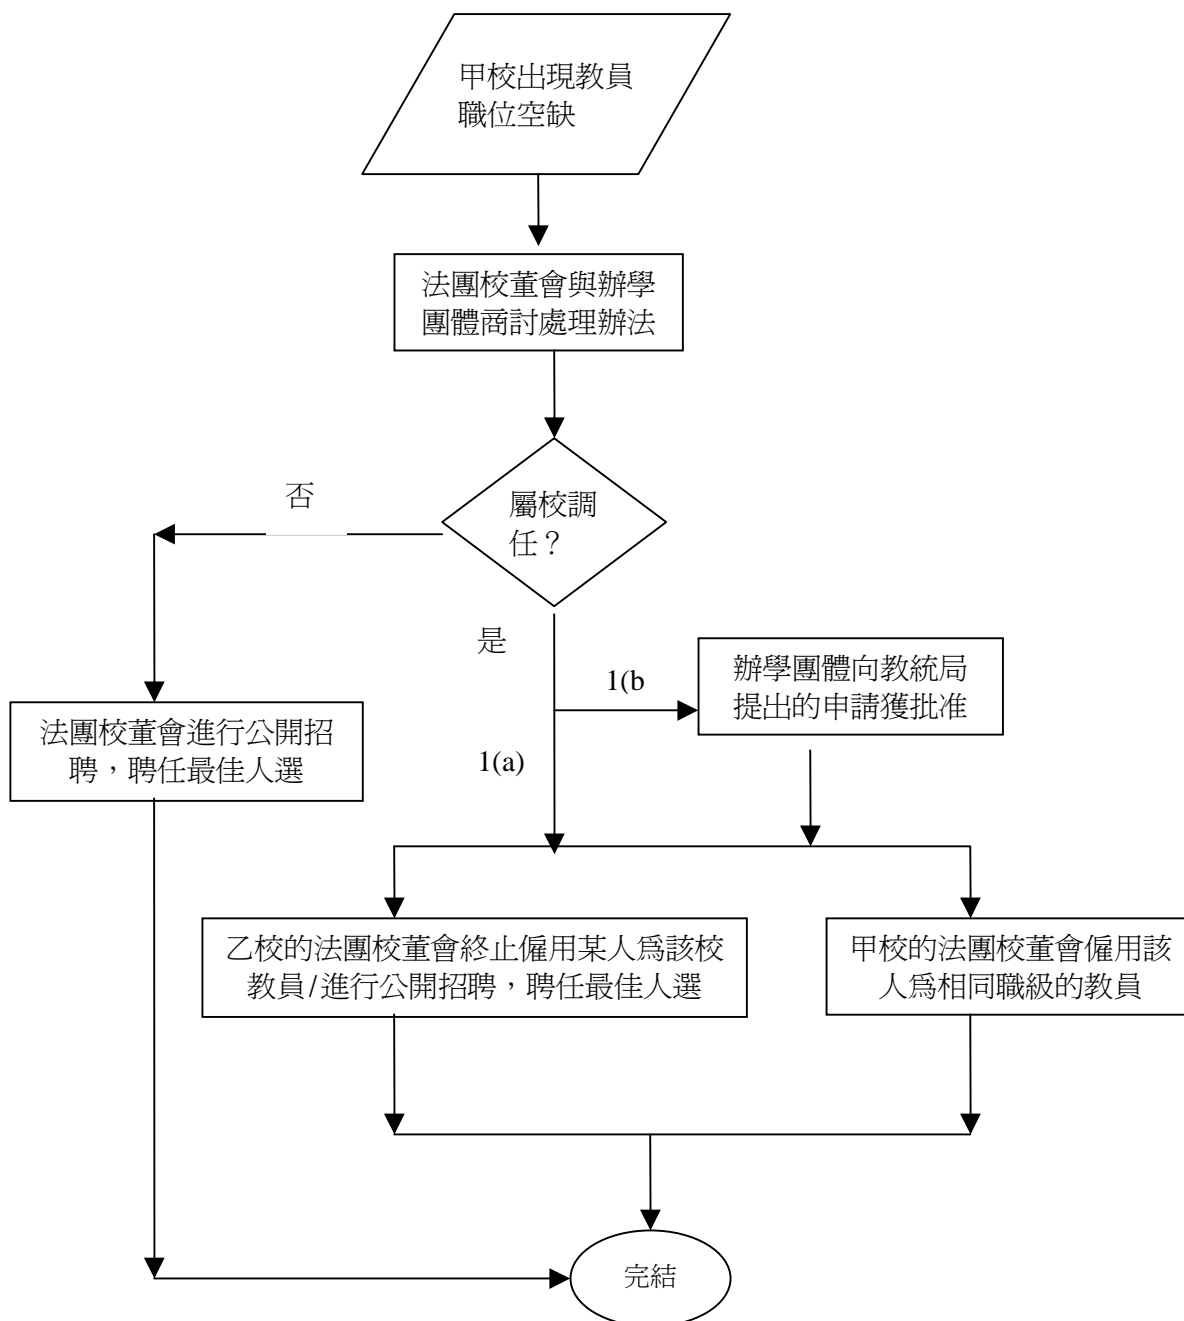 甲校出現教員
職位空缺
法團校董會與辦學
團體商討處理辦法
屬校調
任？
否
是
1(b
辦學團體向教統局
提出的申請獲批准
法團校董會進行公開招
聘，聘任最佳人選
1(a)
乙校的法團校董會終止僱用某人爲該校
教員/進行公開招聘，聘任最佳人選
甲校的法團校董會僱用該
人爲相同職級的教員
完結